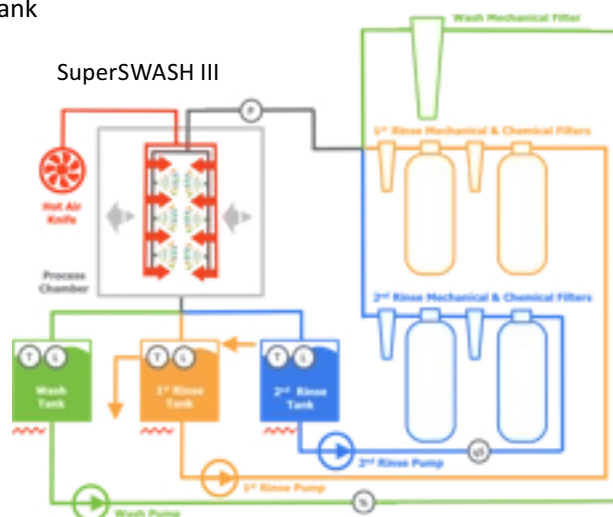 ank
Wash Mechanical Filter
SuperSWASH III
P
1st Rinse Mechanical & Chemical Filters
Hot Air
Knife
Process
Chamber
2nd Rinse Mechanical & Chemical Filters
T L
T L
T L
Wash
Tank
1st Rinse
Tank
2nd Rinse
Tank
2nd Rinse Pump
1st Rinse Pump
%
Wash Pump